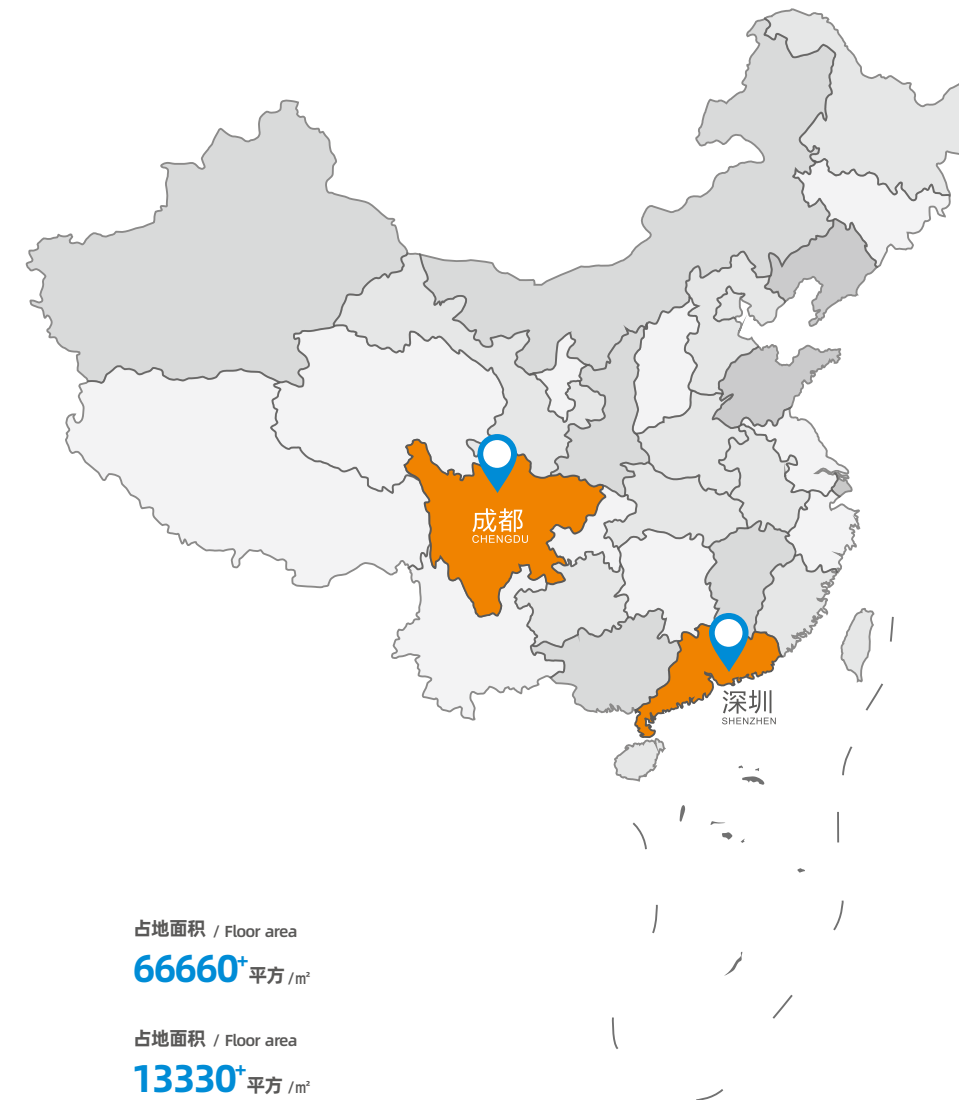 成都
CHENGDU
深圳
SHENZHEN
占地面积 / Floor area
66660+平方 /㎡
占地面积 / Floor area
13330+平方 /㎡